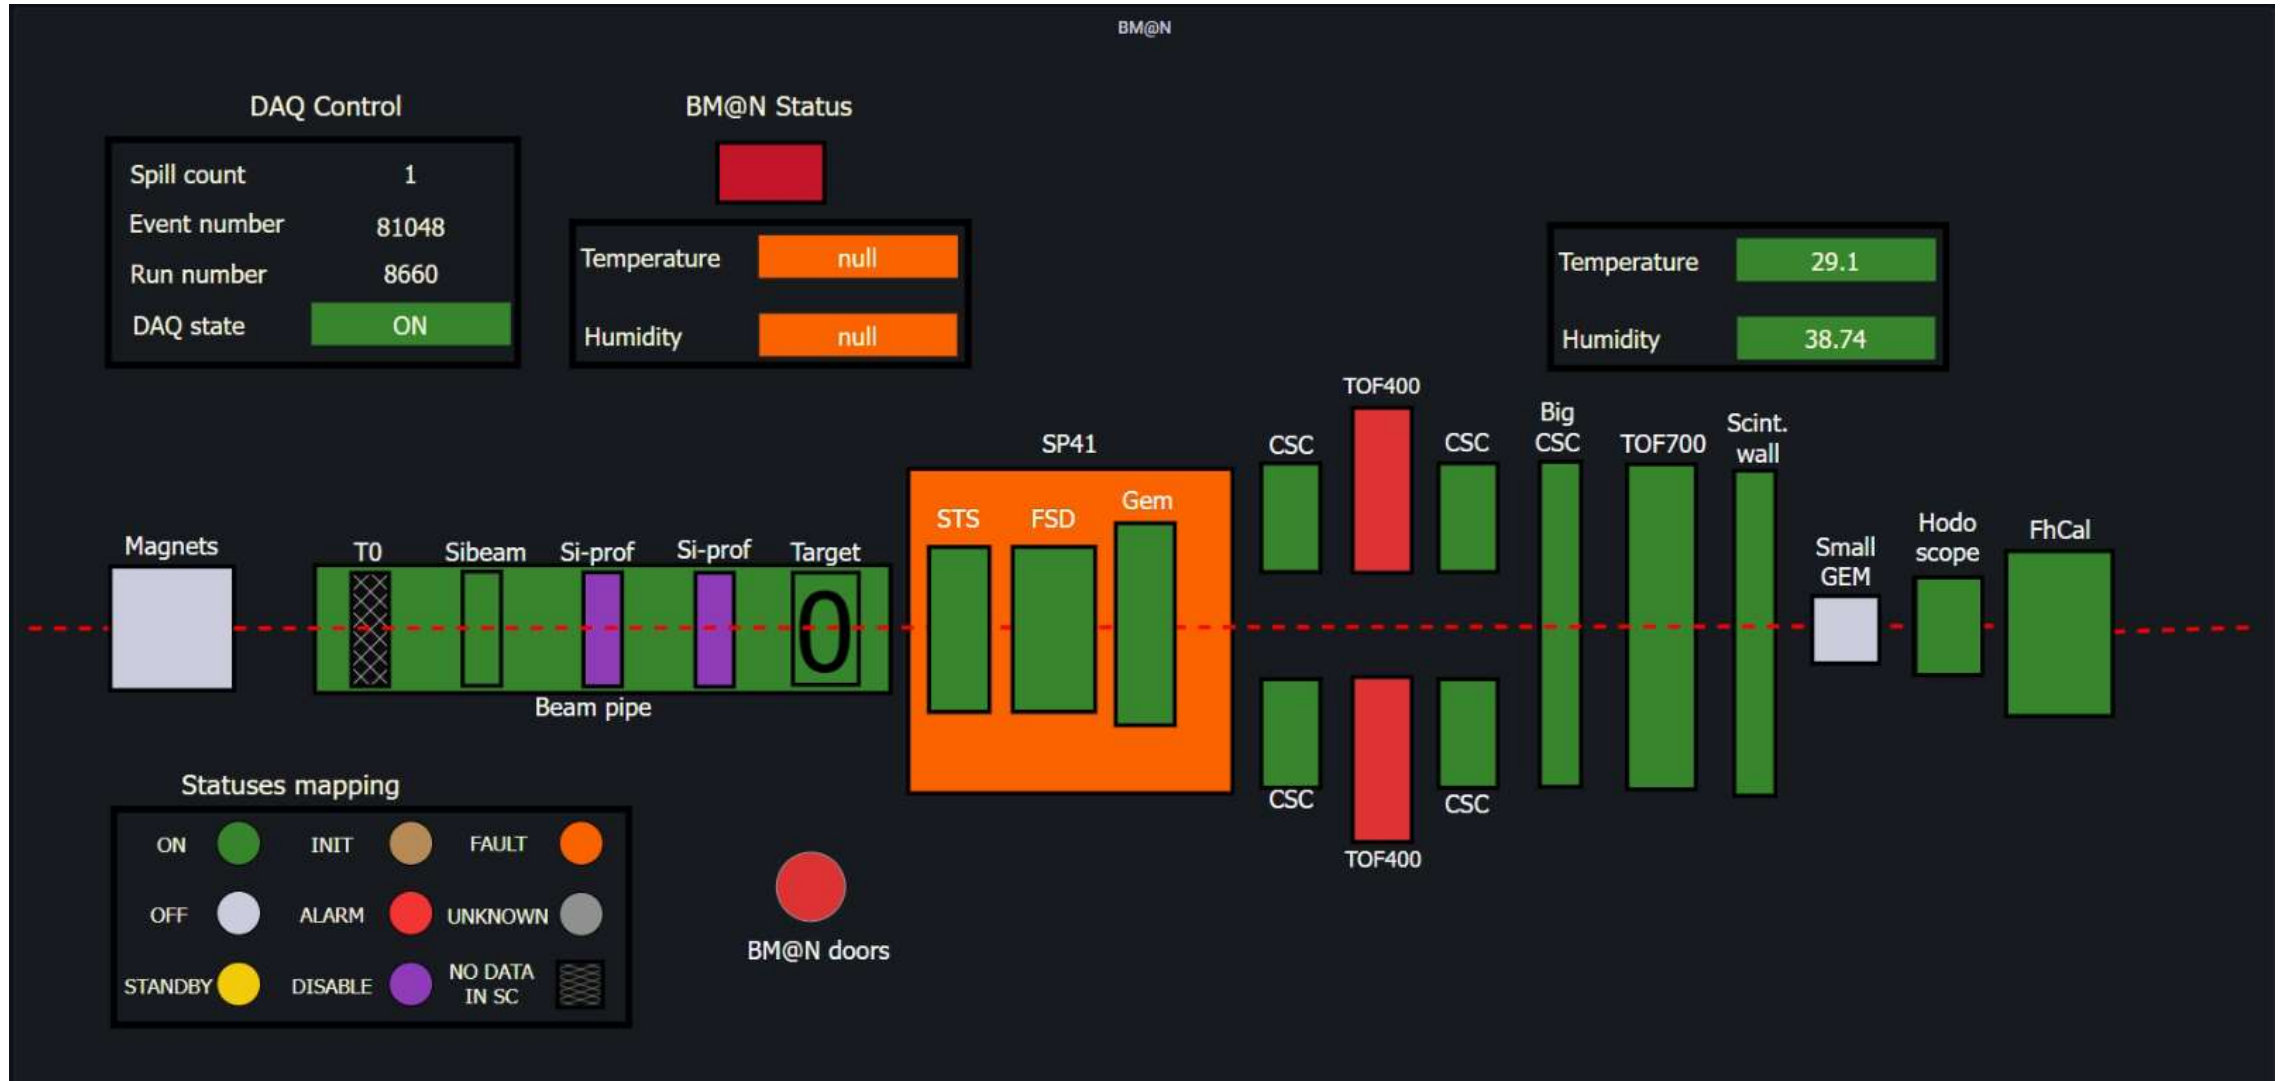 BM@N
DAQ Control
Spill count 1
Event number 81048
Run number 8660
DAQ state ON
BM@N Status
Temperature null
Humidity null
Temperature 29.1
Humidity 38.74
Magnets
T0
Sibeam
Si-prof
Si-prof
Target
0
Beam pipe
SP41
STS
FSD
Gem
CSC
TOF400
CSC
CSC
TOF400
CSC
Big
CSC
TOF700
Scint.
wall
Small
GEM
Hodo
scope
FhCal
Statuses mapping
ON INIT FAULT
OFF ALARM UNKNOWN
STANDBY DISABLE NO DATA
IN SC
BM@N doors